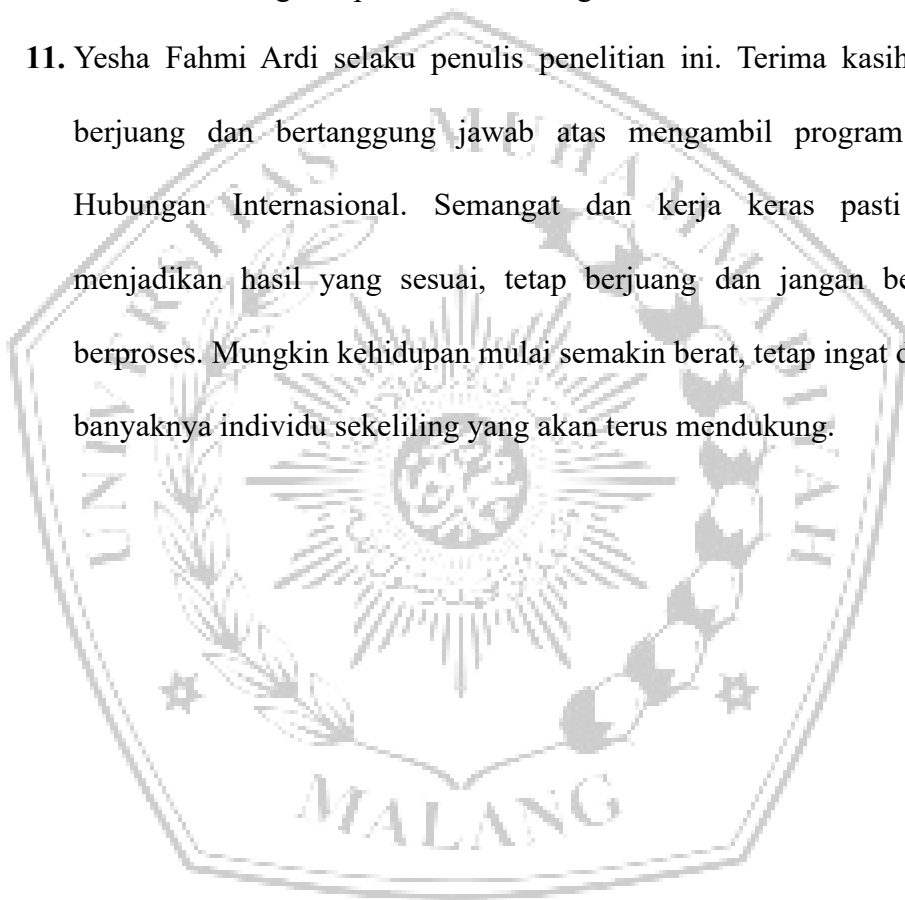 11. Yesha Fahmi Ardi selaku penulis penelitian ini. Terima kasih
berjuang dan bertanggung jawab atas mengambil program
Hubungan Internasional. Semangat dan kerja keras pasti
menjadikan hasil yang sesuai, tetap berjuang dan jangan
berproses. Mungkin kehidupan mulai semakin berat, tetap ingat
banyaknya individu sekeliling yang akan terus mendukung.
UNIVERSITAS MUHAMMADIYAH
MALANG